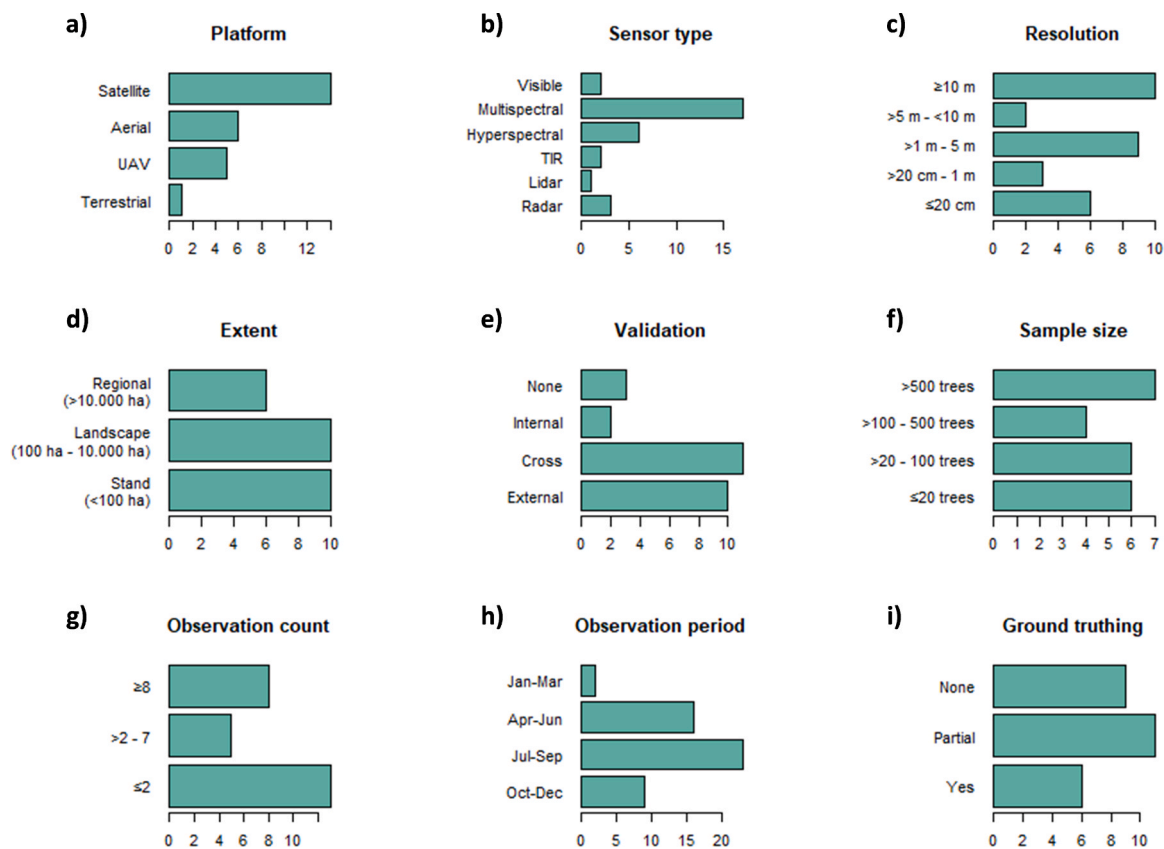 a)
Platform
Satellite
Aerial
UAV
Terrestrial
0 2 4 6 8 12
b)
Sensor type
Visible
Multispectral
Hyperspectral
TIR
Lidar
Radar
0 5 10 15
c)
Resolution
≥10 m
>5 m - <10 m
>1 m - 5 m
>20 cm - 1 m
≤20 cm
0 2 4 6 8 10
d)
Extent
Regional
(>10.000 ha)
Landscape
(100 ha - 10.000 ha)
Stand
(<100 ha)
0 2 4 6 8 10
e)
Validation
None
Internal
Cross
External
0 2 4 6 8 10
f)
Sample size
>500 trees
>100 - 500 trees
>20 - 100 trees
≤20 trees
0 1 2 3 4 5 6 7
g)
Observation count
≥8
>2 - 7
≤2
0 2 4 6 8 10
h)
Observation period
Jan-Mar
Apr-Jun
Jul-Sep
Oct-Dec
0 5 10 15 20
i)
Ground truthing
None
Partial
Yes
0 2 4 6 8 10